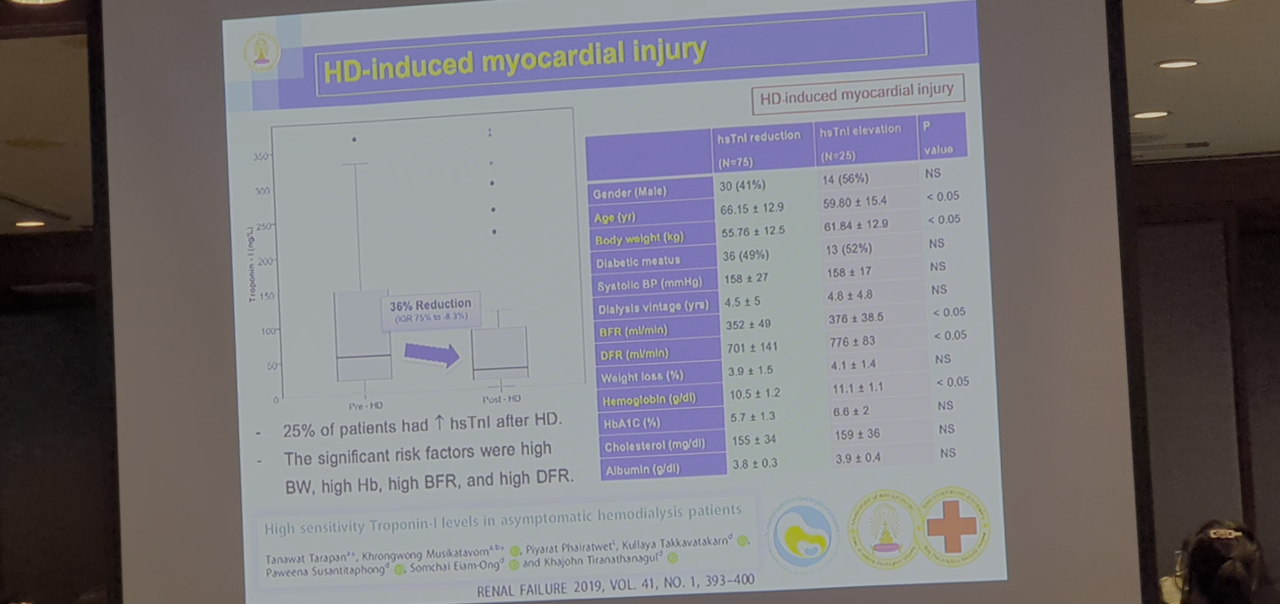 HD-induced myocardial injury
HD-induced myocardial injury
Troponin - I (ng/L)
350
300
250
200
150
100
50
0
36% Reduction
(IQR 75% to -8.3%)
Pre - HD
Post - HD
hsTnI reduction (N=75) hsTnI elevation (N=25) P value
Gender (Male) 30 (41%) 14 (56%) NS
Age (yr) 66.15 ± 12.9 59.80 ± 15.4 < 0.05
Body weight (kg) 55.76 ± 12.5 61.84 ± 12.9 < 0.05
Diabetic meatus 36 (49%) 13 (52%) NS
Systolic BP (mmHg) 158 ± 27 158 ± 17 NS
Dialysis vintage (yrs) 4.5 ± 5 4.8 ± 4.8 NS
BFR (ml/min) 352 ± 49 376 ± 38.5 < 0.05
DFR (ml/min) 701 ± 141 776 ± 83 < 0.05
Weight loss (%) 3.9 ± 1.5 4.1 ± 1.4 NS
Hemoglobin (g/dl) 10.5 ± 1.2 11.1 ± 1.1 < 0.05
HbA1C (%) 5.7 ± 1.3 6.6 ± 2 NS
Cholesterol (mg/dl) 155 ± 34 159 ± 36 NS
Albumin (g/dl) 3.8 ± 0.3 3.9 ± 0.4 NS
- 25% of patients had ↑ hsTnI after HD.
- The significant risk factors were high
BW, high Hb, high BFR, and high DFR.
High sensitivity Troponin-I levels in asymptomatic hemodialysis patients
Tanawat Tarapan, Khrongwong Musikatavorn, Piyarat Phairatwet, Kullaya Takkavatakarn,
Paweena Susantitaphong, Somchai Eiam-Ong and Khajohn Tiranathanagul
RENAL FAILURE 2019, VOL. 41, NO. 1, 393–400